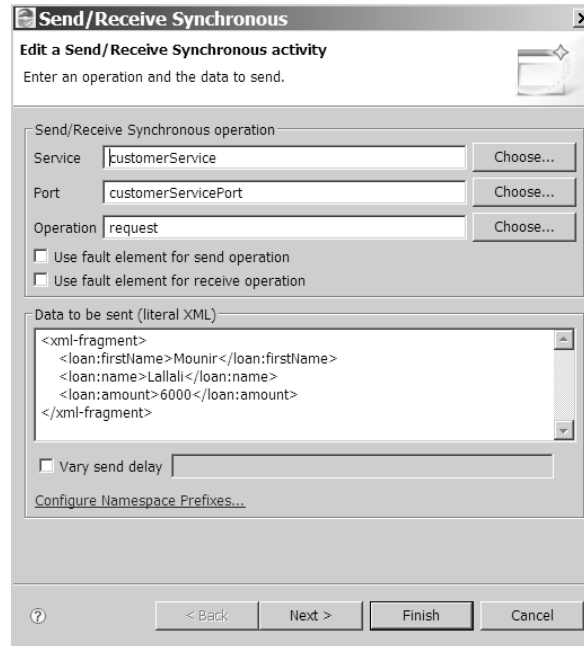 Send/Receive Synchronous
Edit a Send/Receive Synchronous activity
Enter an operation and the data to send.
Send/Receive Synchronous operation
Service customerService Choose...
Port customerServicePort Choose...
Operation request Choose...
Use fault element for send operation
Use fault element for receive operation
Data to be sent (literal XML)
<xml-fragment>
<loan:firstName>Mounir</loan:firstName>
<loan:name>Lallali</loan:name>
<loan:amount>6000</loan:amount>
</xml-fragment>
Vary send delay
Configure Namespace Prefixes...
? < Back Next > Finish Cancel